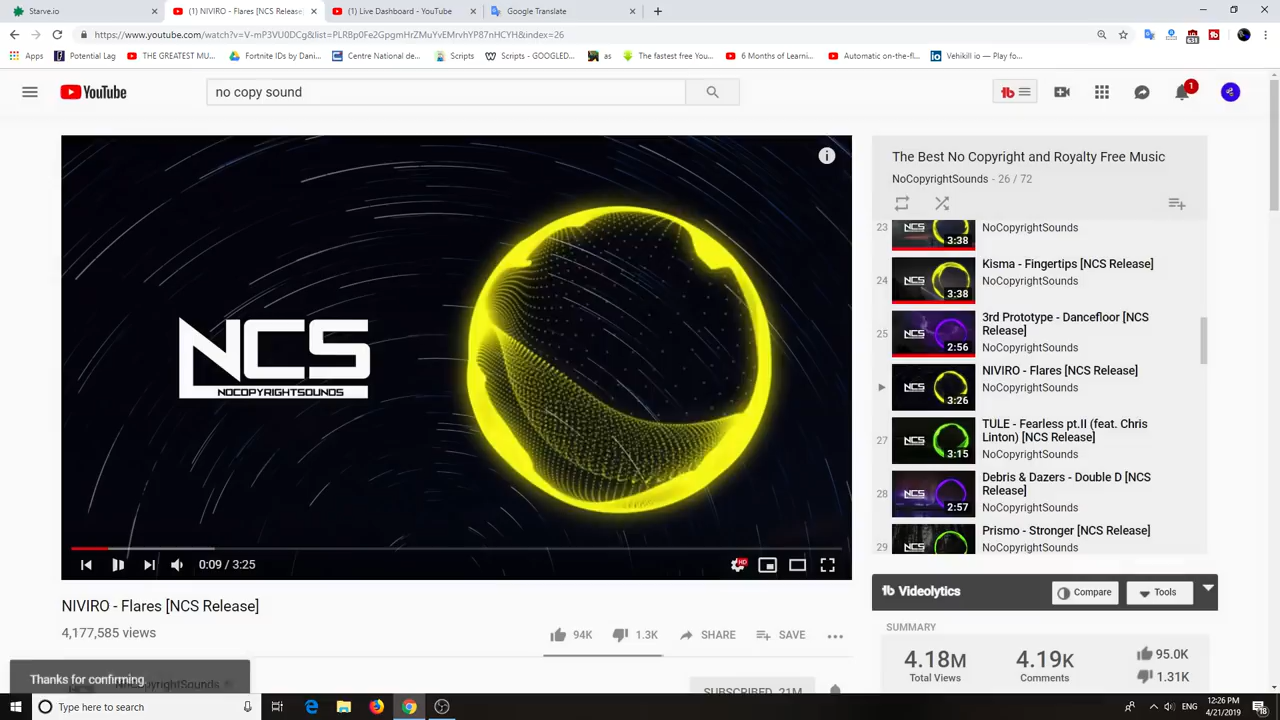 Starve.io
(1) NIVIRO - Flares [NCS Release]
(1) Live Dashboard - YouTube
Google Translate
https://www.youtube.com/watch?v=V-mP3VU0DCg&list=PLRBp0Fe2GpgmHrZMuYvEMrvhYP87nHCYH&index=26
51
Apps
Potential Lag
THE GREATEST MU...
Fortnite IDs by Dani...
Centre National de...
Scripts
Scripts - GOOGLED...
as
The fastest free You...
6 Months of Learni...
Automatic on-the-fl...
Vehikill io — Play fo...
YouTube
no copy sound
1
The Best No Copyright and Royalty Free Music
NoCopyrightSounds - 26 / 72
23
3:38
NoCopyrightSounds
24
3:38
Kisma - Fingertips [NCS Release]
NoCopyrightSounds
25
2:56
3rd Prototype - Dancefloor [NCS
Release]
NoCopyrightSounds
3:26
NIVIRO - Flares [NCS Release]
NoCopyrightSounds
27
3:15
TULE - Fearless pt.II (feat. Chris
Linton) [NCS Release]
NoCopyrightSounds
28
2:57
Debris & Dazers - Double D [NCS
Release]
NoCopyrightSounds
29
Prismo - Stronger [NCS Release]
NoCopyrightSounds
NCS
NOCOPYRIGHTSOUNDS
0:09 / 3:25
HD
NIVIRO - Flares [NCS Release]
4,177,585 views
94K
1.3K
SHARE
SAVE
Videolytics
Compare
Tools
SUMMARY
4.18M
Total Views
4.19K
Comments
95.0K
1.31K
Thanks for confirming
NoCopyrightSounds
SUBSCRIBED 21M
Type here to search
ENG
12:26 PM
4/21/2019
18